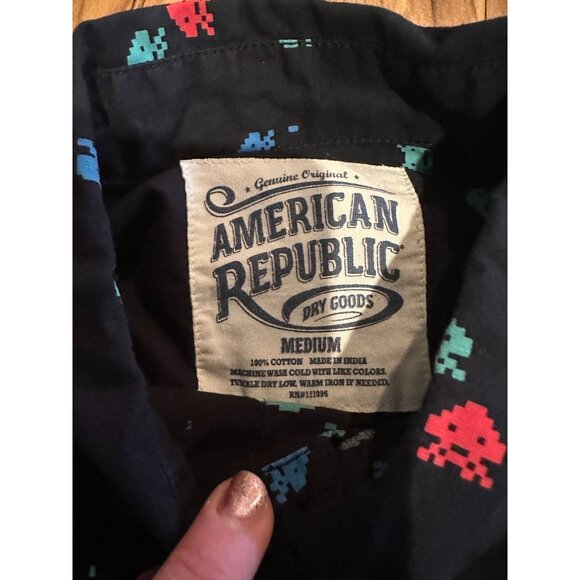 Genuine Original
AMERICAN
REPUBLIC
DRY GOODS
MEDIUM
100% COTTON MADE IN INDIA
MACHINE WASH COLD WITH LIKE COLORS.
TUMBLE DRY LOW. WARM IRON IF NEEDED.
RN#121096